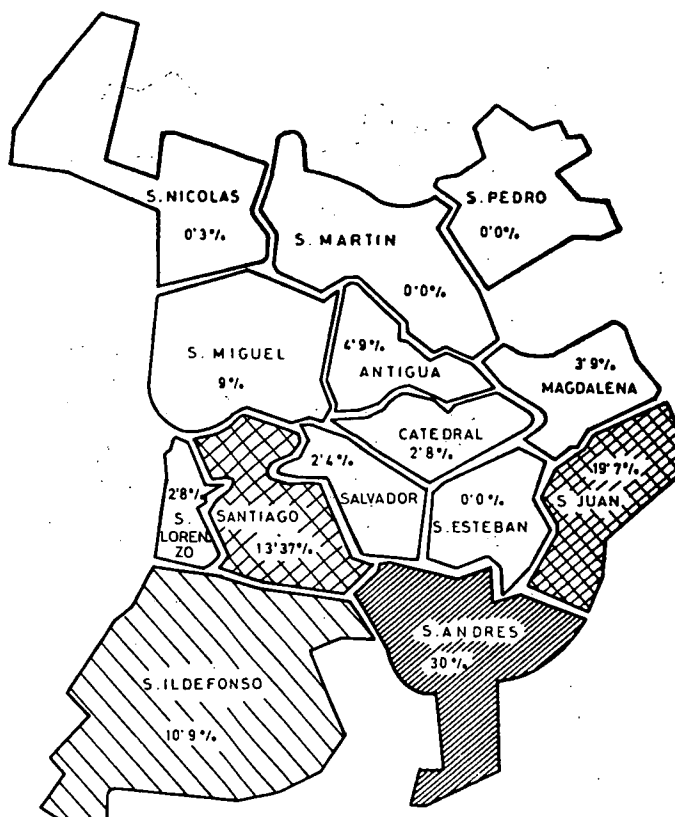 S. NICOLAS
0'3%
S. MARTIN
0'0%
S. PEDRO
0'0%
S. MIGUEL
9%
4'9%
ANTIGUA
3'9%
MAGDALENA
CATEDRAL
2'8%
2'4%
SALVADOR
0'0%
S. ESTEBAN
19'7%
S. JUAN
2'8%
S.
LOREN
ZO
SANTIAGO
13'37%
S. ANDRES
30%
S. ILDEFONSO
10'9%